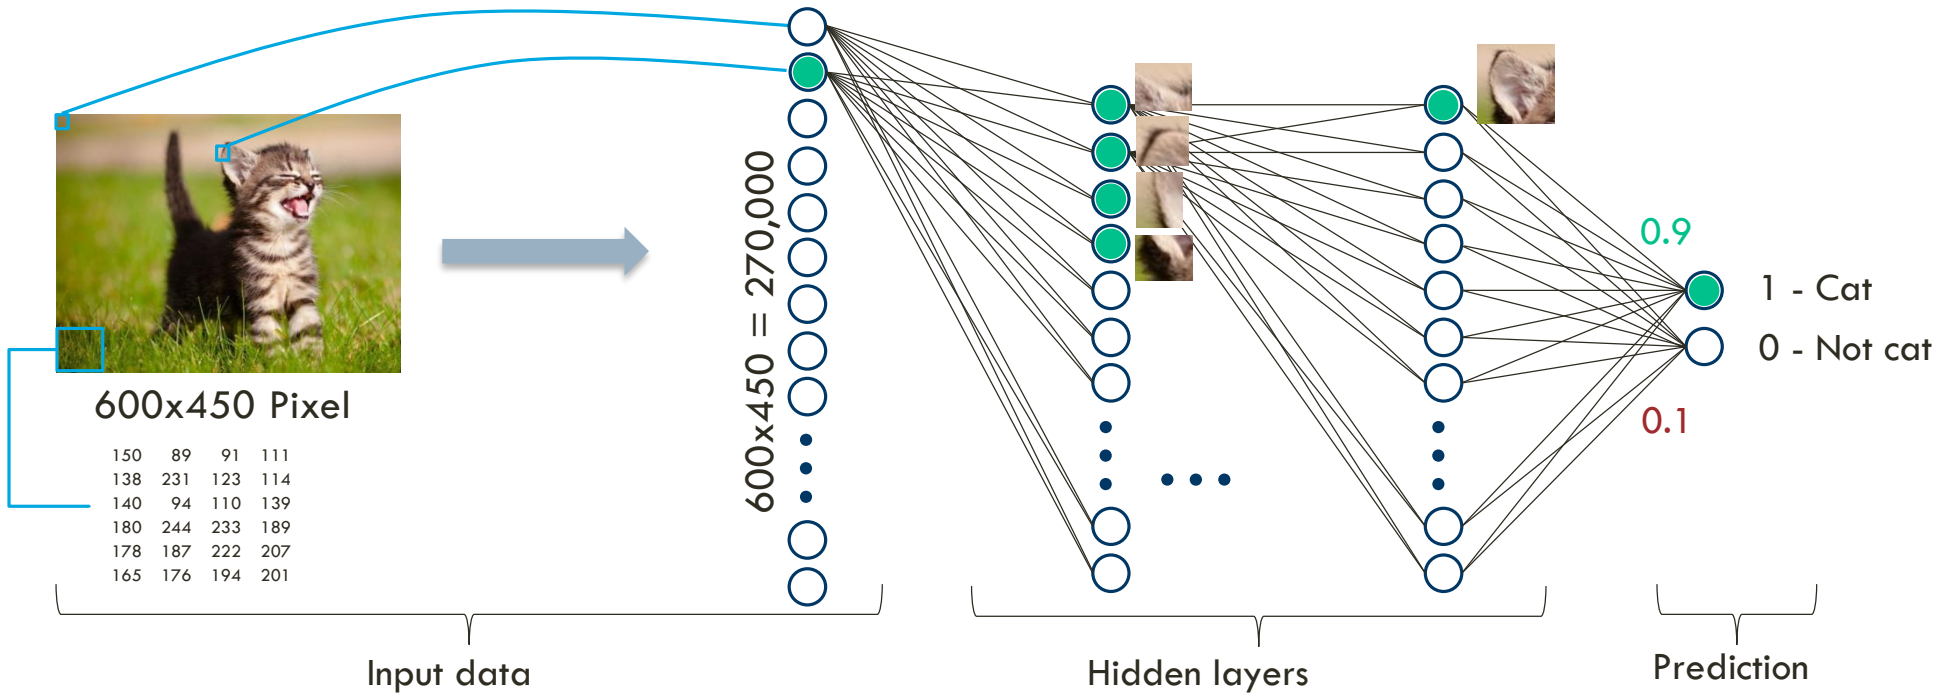 600x450 Pixel
150 89 91 111
138 231 123 114
140 94 110 139
180 244 233 189
178 187 222 207
165 176 194 201
600x450 = 270,000
0.9
1 - Cat
0 - Not cat
0.1
Input data
Hidden layers
Prediction